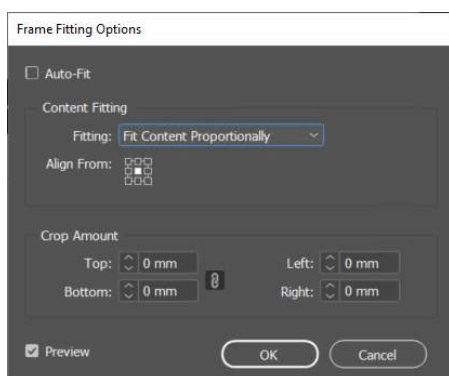 Frame Fitting Options
Auto-Fit
Content Fitting
Fitting: Fit Content Proportionally
Align From:
Crop Amount
Top: 0 mm Left: 0 mm
Bottom: 0 mm Right: 0 mm
Preview OK Cancel